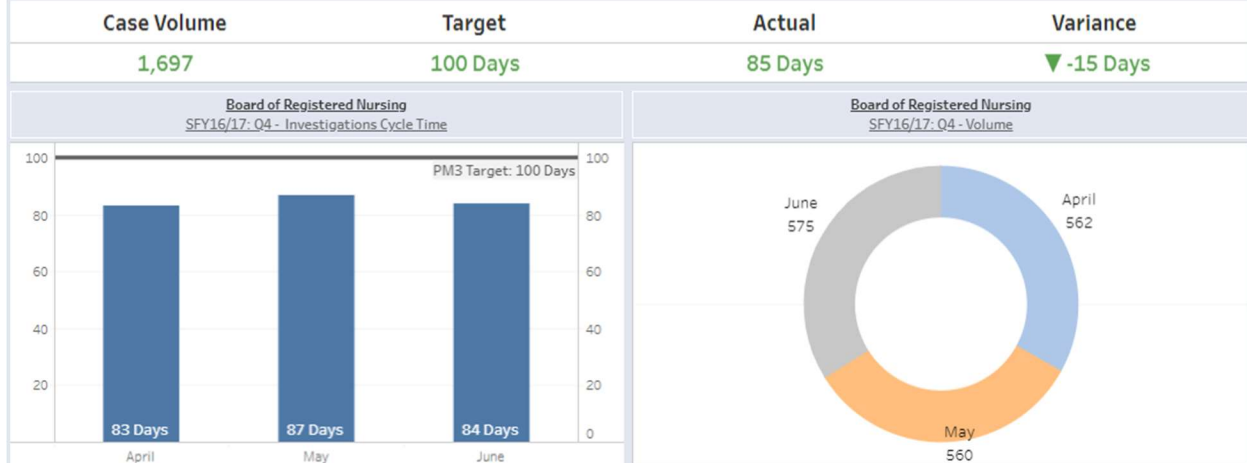 Case Volume Target Actual Variance
1,697 100 Days 85 Days ▼ -15 Days
Board of Registered Nursing
SFY16/17: Q4 - Investigations Cycle Time
100 100
PM3 Target: 100 Days
80 80
60 60
40 40
20 20
0
83 Days 87 Days 84 Days
April May June
Board of Registered Nursing
SFY16/17: Q4 - Volume
June
575
April
562
May
560